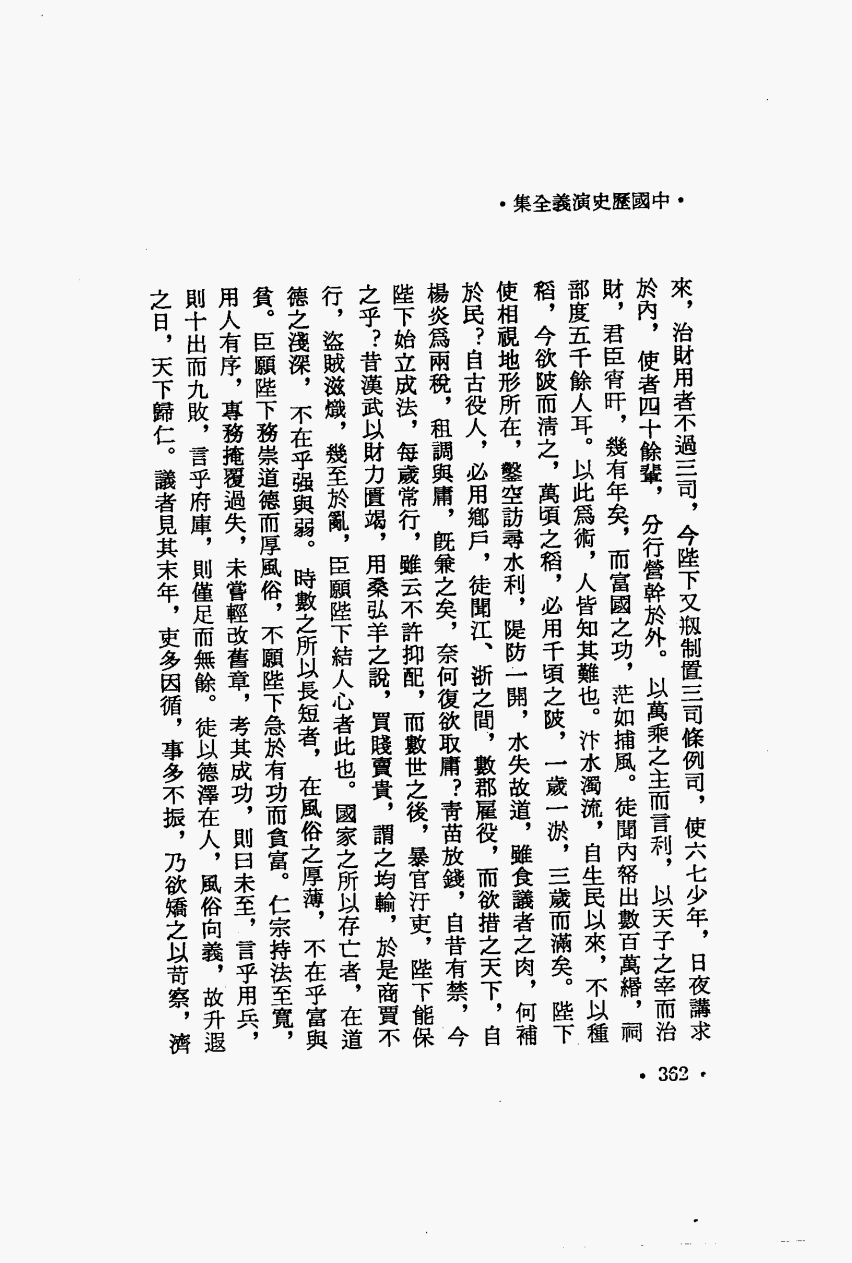 •中國歷史演義全集•
來，治財用者不過三司，今陛下又剏制置三司條例司，使六七少年，日夜講求
於內，使者四十餘輩，分行營幹於外。以萬乘之主而言利，以天子之宰而治
財，君臣宵旰，幾有年矣，而富國之功，茫如捕風。徒聞內帑出數百萬緡，祠
部度五千餘人耳。以此爲術，人皆知其難也。汴水濁流，自生民以來，不以種
稻，今欲陂而淸之，萬頃之稻，必用千頃之陂，一歲一淤，三歲而滿矣。陛下
使相視地形所在，鑿空訪尋水利，隄防一開，水失故道，雖食議者之肉，何補
於民？自古役人，必用鄉戶，徒聞江、浙之間，數郡雇役，而欲措之天下，自
楊炎爲兩稅，租調與庸，旣兼之矣，奈何復欲取庸？靑苗放錢，自昔有禁，今
陛下始立成法，每歲常行，雖云不許抑配，而數世之後，暴官汙吏，陛下能保
之乎？昔漢武以財力匱竭，用桑弘羊之說，買賤賣貴，謂之均輸，於是商賈不
行，盜賊滋熾，幾至於亂，臣願陛下結人心者此也。國家之所以存亡者，在道
德之淺深，不在乎强與弱。時數之所以長短者，在風俗之厚薄，不在乎富與
貧。臣願陛下務崇道德而厚風俗，不願陛下急於有功而貪富。仁宗持法至寬，
用人有序，專務掩覆過失，未嘗輕改舊章，考其成功，則曰未至，言乎用兵，
則十出而九敗，言乎府庫，則僅足而無餘。徒以德澤在人，風俗向義，故升遐
之日，天下歸仁。議者見其末年，吏多因循，事多不振，乃欲矯之以苛察，濟
•362•